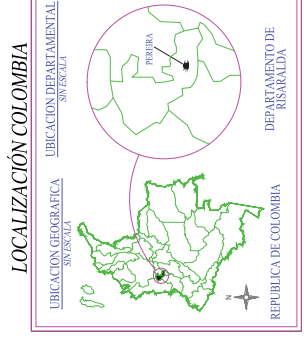 LOCALIZACIÓN COLOMBIA
UBICACION GEOGRAFICA
SIN ESCALA
UBICACION DEPARTAMENTAL
SIN ESCALA
N
PEREIRA
REPUBLICA DE COLOMBIA
DEPARTAMENTO DE
RISARALDA